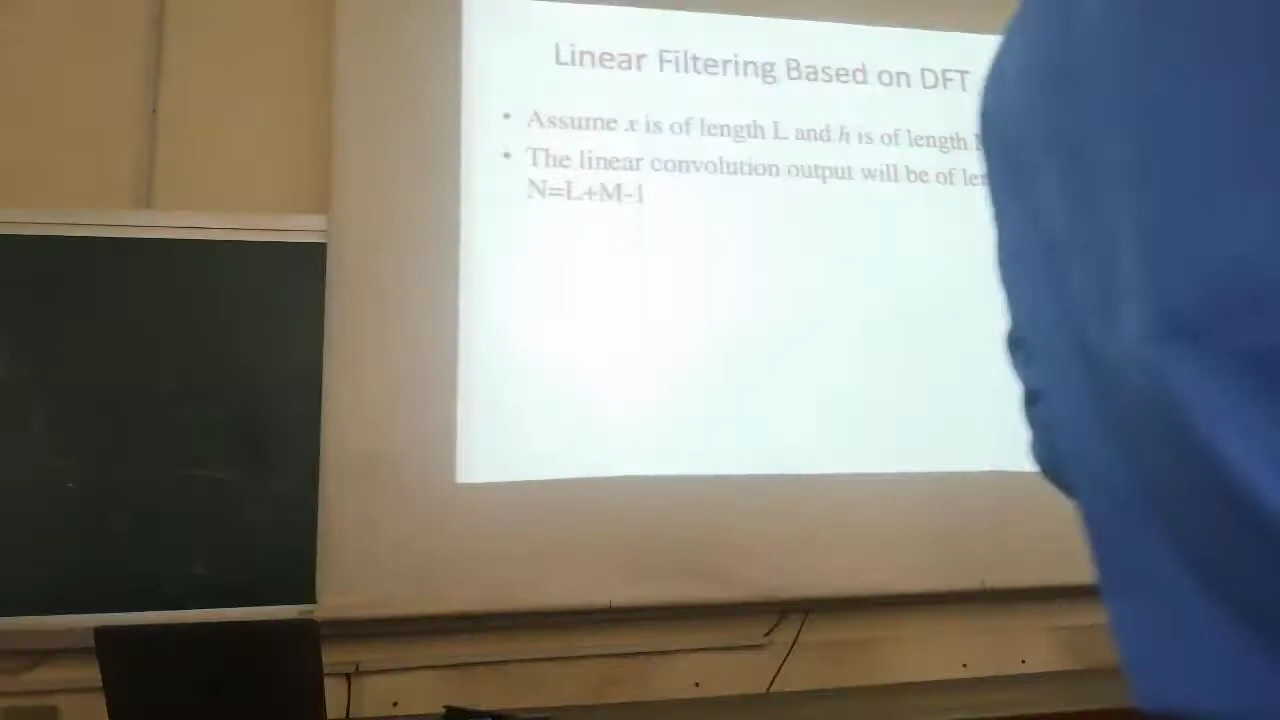 Linear Filtering Based on DFT
• Assume x is of length L and h is of length
• The linear convolution output will be of
N=L+M-1